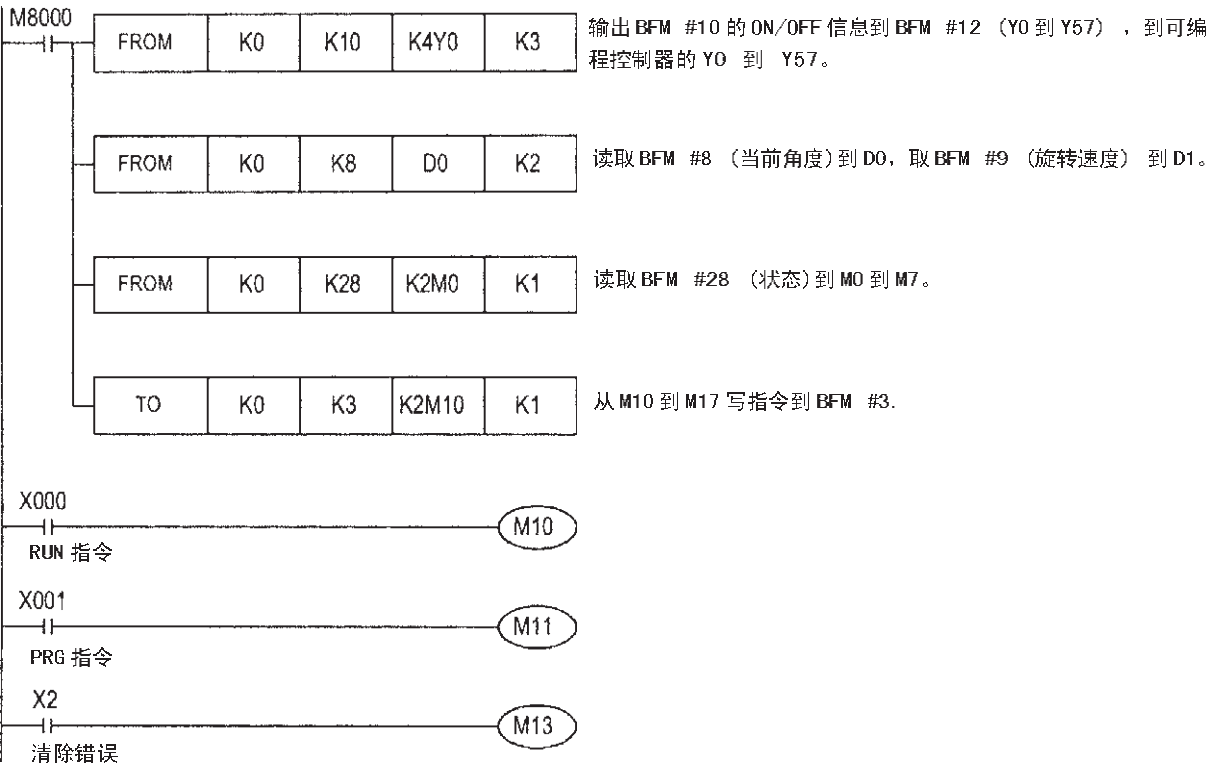 M8000
FROM K0 K10 K4Y0 K3
输出 BFM #10 的 ON/OFF 信息到 BFM #12 (Y0 到 Y57) ,到可编
程控制器的 Y0 到 Y57。
FROM K0 K8 D0 K2
读取 BFM #8 (当前角度)到 D0，取 BFM #9 (旋转速度) 到 D1。
FROM K0 K28 K2M0 K1
读取 BFM #28 (状态)到 M0 到 M7。
TO K0 K3 K2M10 K1
从 M10 到 M17 写指令到 BFM #3.
X000
M10
RUN 指令
X001
M11
PRG 指令
X2
M13
清除错误